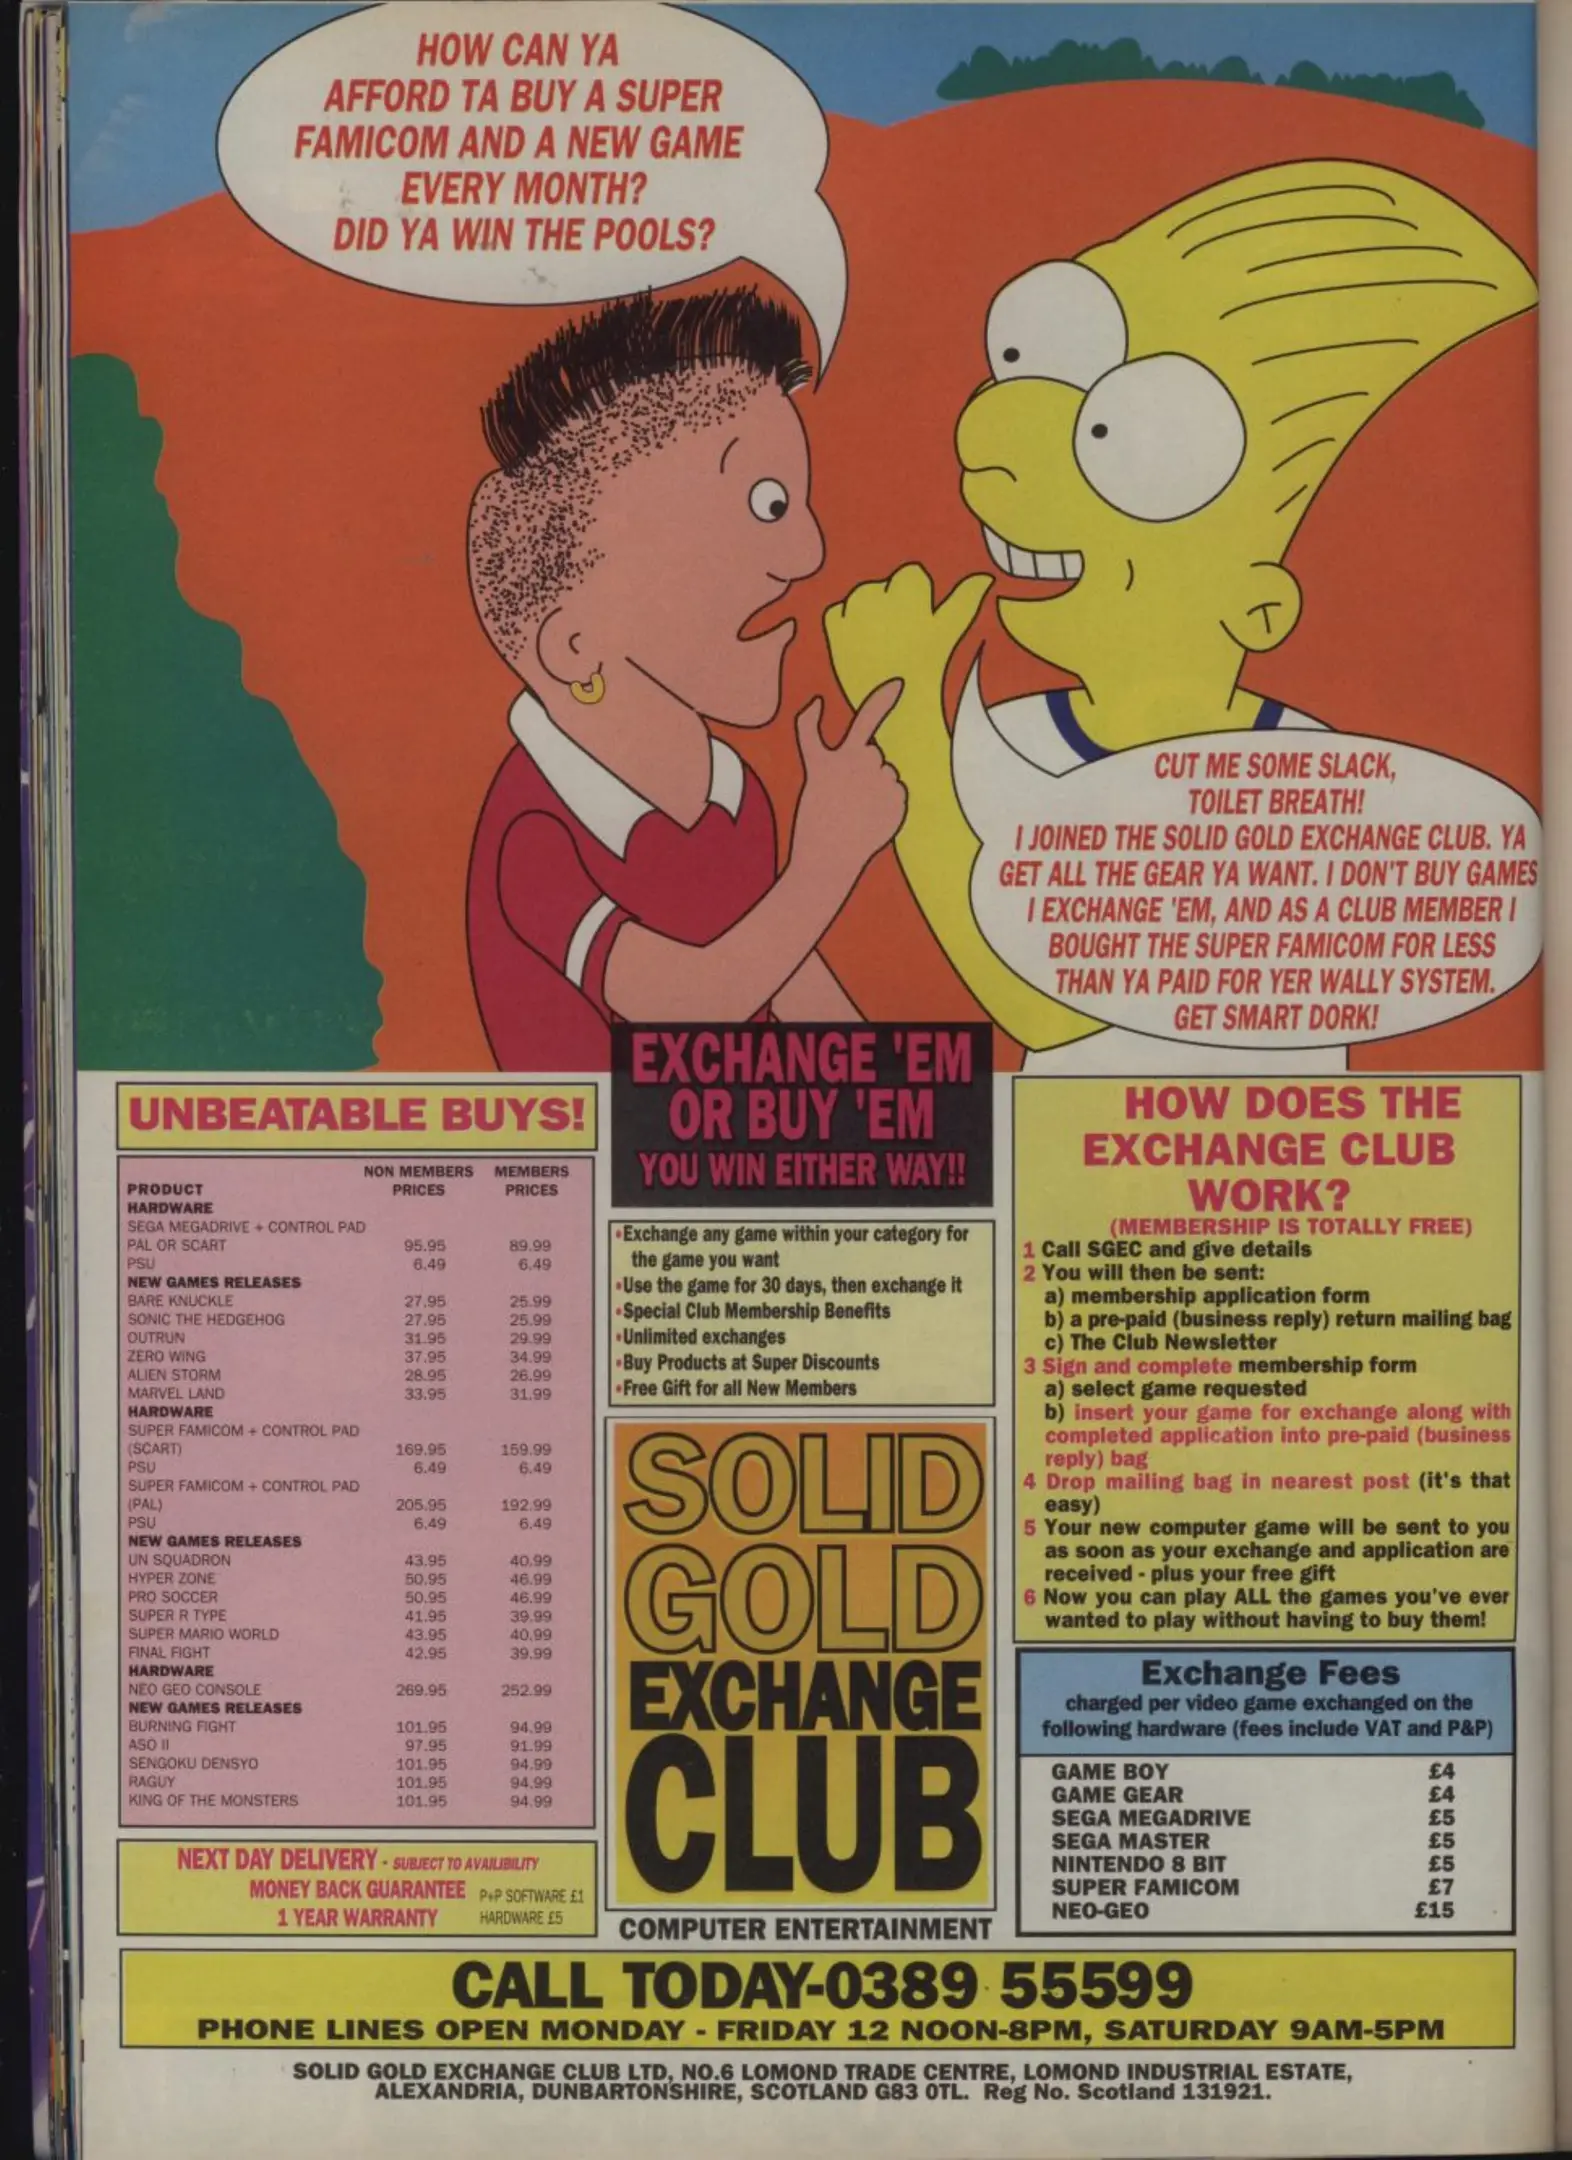 HOW CAN YA
AFFORD TA BUY A SUPER
FAMICOM AND A NEW GAME
EVERY MONTH?
DID YA WIN THE POOLS?
CUT ME SOME SLACK,
TOILET BREATH!
I JOINED THE SOLID GOLD EXCHANGE CLUB. YA
GET ALL THE GEAR YA WANT. I DON'T BUY GAMES
I EXCHANGE 'EM, AND AS A CLUB MEMBER I
BOUGHT THE SUPER FAMICOM FOR LESS
THAN YA PAID FOR YER WALLY SYSTEM.
GET SMART DORK!
UNBEATABLE BUYS!
NON MEMBERS MEMBERS
PRODUCT PRICES PRICES
HARDWARE
SEGA MEGADRIVE + CONTROL PAD
PAL OR SCART 95.95 89.99
PSU 6.49 6.49
NEW GAMES RELEASES
BARE KNUCKLE 27.95 25.99
SONIC THE HEDGEHOG 27.95 25.99
OUTRUN 31.95 29.99
ZERO WING 37.95 34.99
ALIEN STORM 28.95 26.99
MARVEL LAND 33.95 31.99
HARDWARE
SUPER FAMICOM + CONTROL PAD
(SCART) 169.95 159.99
PSU 6.49 6.49
SUPER FAMICOM + CONTROL PAD
(PAL) 205.95 192.99
PSU 6.49 6.49
NEW GAMES RELEASES
UN SQUADRON 43.95 40.99
HYPER ZONE 50.95 46.99
PRO SOCCER 50.95 46.99
SUPER R TYPE 41.95 39.99
SUPER MARIO WORLD 43.95 40.99
FINAL FIGHT 42.95 39.99
HARDWARE
NEO GEO CONSOLE 269.95 252.99
NEW GAMES RELEASES
BURNING FIGHT 101.95 94.99
ASO II 97.95 91.99
SENGOKU DENSYO 101.95 94.99
RAGUY 101.95 94.99
KING OF THE MONSTERS 101.95 94.99
NEXT DAY DELIVERY - SUBJECT TO AVAILIBILITY
MONEY BACK GUARANTEE P+P SOFTWARE £1
1 YEAR WARRANTY HARDWARE £5
EXCHANGE 'EM
OR BUY 'EM
YOU WIN EITHER WAY!!
•Exchange any game within your category for
the game you want
•Use the game for 30 days, then exchange it
•Special Club Membership Benefits
•Unlimited exchanges
•Buy Products at Super Discounts
•Free Gift for all New Members
SOLID
GOLD
EXCHANGE
CLUB
COMPUTER ENTERTAINMENT
HOW DOES THE
EXCHANGE CLUB
WORK?
(MEMBERSHIP IS TOTALLY FREE)
1 Call SGEC and give details
2 You will then be sent:
a) membership application form
b) a pre-paid (business reply) return mailing bag
c) The Club Newsletter
3 Sign and complete membership form
a) select game requested
b) insert your game for exchange along with
completed application into pre-paid (business
reply) bag
4 Drop mailing bag in nearest post (it's that
easy)
5 Your new computer game will be sent to you
as soon as your exchange and application are
received - plus your free gift
6 Now you can play ALL the games you've ever
wanted to play without having to buy them!
Exchange Fees
charged per video game exchanged on the
following hardware (fees include VAT and P&P)
GAME BOY £4
GAME GEAR £4
SEGA MEGADRIVE £5
SEGA MASTER £5
NINTENDO 8 BIT £5
SUPER FAMICOM £7
NEO-GEO £15
CALL TODAY-0389 55599
PHONE LINES OPEN MONDAY - FRIDAY 12 NOON-8PM, SATURDAY 9AM-5PM
SOLID GOLD EXCHANGE CLUB LTD, NO.6 LOMOND TRADE CENTRE, LOMOND INDUSTRIAL ESTATE,
ALEXANDRIA, DUNBARTONSHIRE, SCOTLAND G83 0TL. Reg No. Scotland 131921.